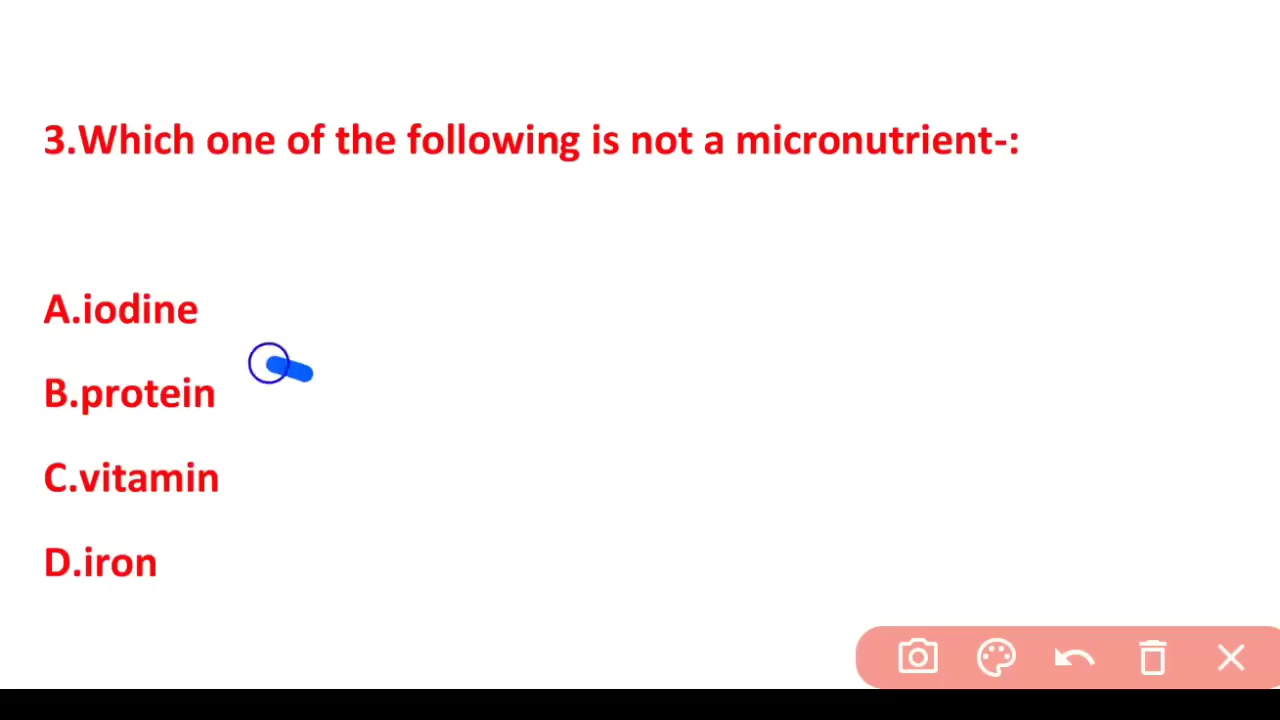 3.Which one of the following is not a micronutrient-:
A.iodine
B.protein
C.vitamin
D.iron